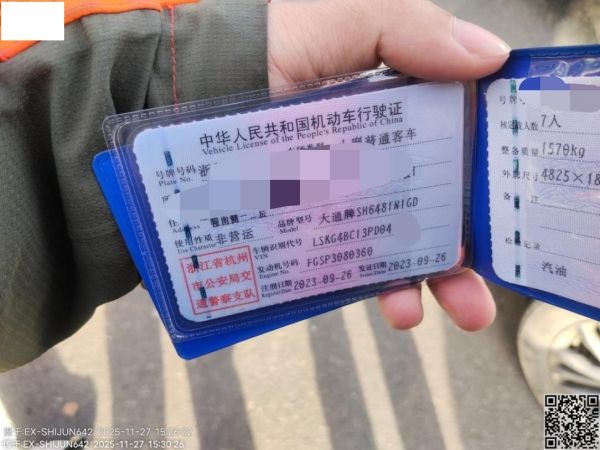 中华人民共和国机动车行驶证
Vehicle License of the People's Republic of China
号牌号码 浙
Plate No.
普通客车
住
使用性质 非营运
Use Character
品牌型号 大通牌SH6481N1GD
Model
车辆识别代号
VIN
LSKG4BC13PD04
发动机号码 FGSP3080360
Engine No.
注册日期 2023-09-26 发证日期 2023-09-26
Register Date Issue Date
浙江省杭州
市公安局交
通警察支队
号牌
核定载人数 7人
整备质量 1570kg
外廓尺寸 4825×18
备 注
检验记录
汽油
EX-SHIJUN642 2025-11-27
EX-SHIJUN642 2025-11-27 15:30:26